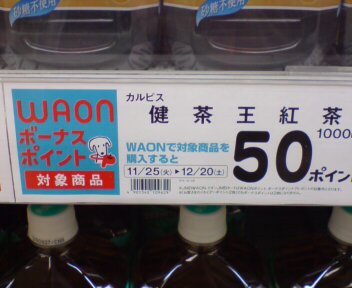 砂糖不使用
WAON
ボーナス
ポイント
対象商品
カルピス
健茶王紅茶
1000
WAONで対象商品を
購入すると
11/25(火)▶12/20(土)
50ポイン